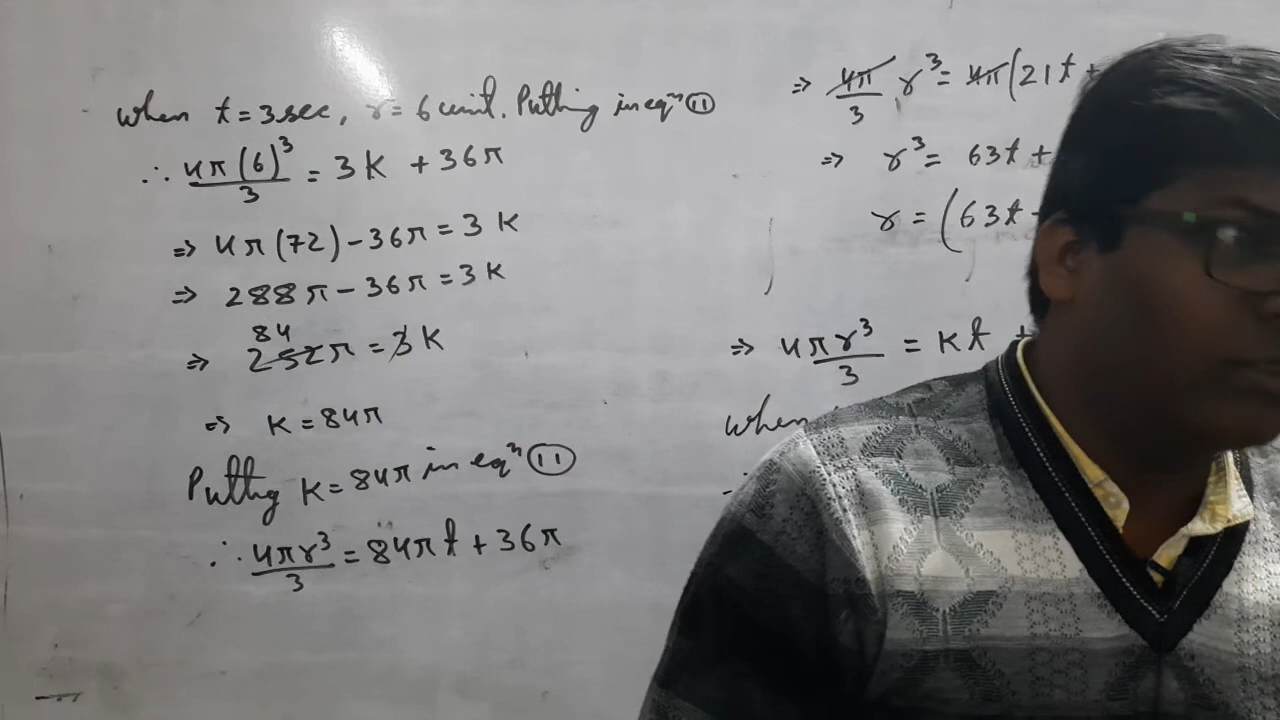 when t = 3 sec, r = 6 unit. Putting in eqⁿ (11)
∴ 4π(6)³/3 = 3K + 36π
⇒ 4π(72) - 36π = 3K
⇒ 288π - 36π = 3K
84
⇒ 252π = 3K
⇒ K = 84π
Putting K = 84π in eqⁿ (11)
∴ 4πr³/3 = 84πt + 36π
⇒ 4π/3 r³ = 4π(21t +
⇒ r³ = 63t +
r = (63t
⇒ 4πr³/3 = Kt +
when